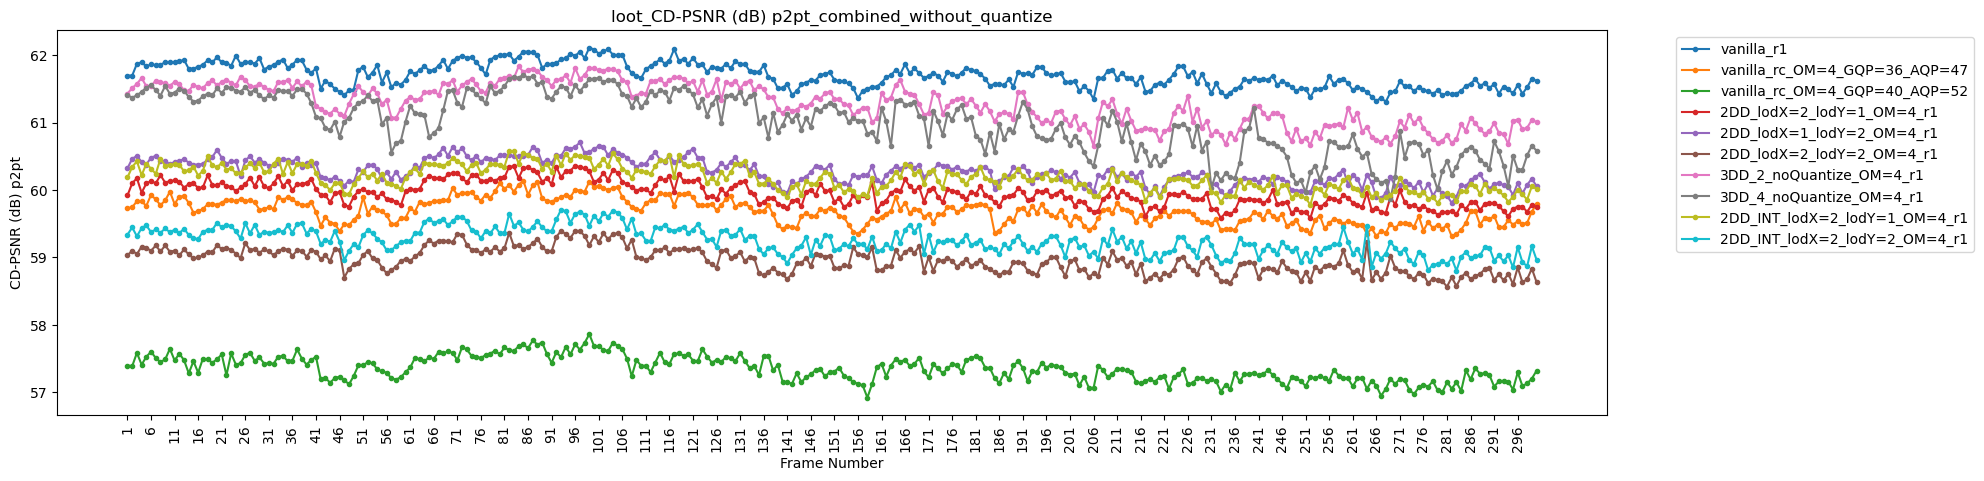 loot_CD-PSNR (dB) p2pt_combined_without_quantize
CD-PSNR (dB) p2pt
62
61
60
59
58
57
1 6 11 16 21 26 31 36 41 46 51 56 61 66 71 76 81 86 91 96 101 106 111 116 121 126 131 136 141 146 151 156 161 166 171 176 181 186 191 196 201 206 211 216 221 226 231 236 241 246 251 256 261 266 271 276 281 286 291 296
Frame Number
vanilla_r1
vanilla_rc_OM=4_GQP=36_AQP=47
vanilla_rc_OM=4_GQP=40_AQP=52
2DD_lodX=2_lodY=1_OM=4_r1
2DD_lodX=1_lodY=2_OM=4_r1
2DD_lodX=2_lodY=2_OM=4_r1
3DD_2_noQuantize_OM=4_r1
3DD_4_noQuantize_OM=4_r1
2DD_INT_lodX=2_lodY=1_OM=4_r1
2DD_INT_lodX=2_lodY=2_OM=4_r1